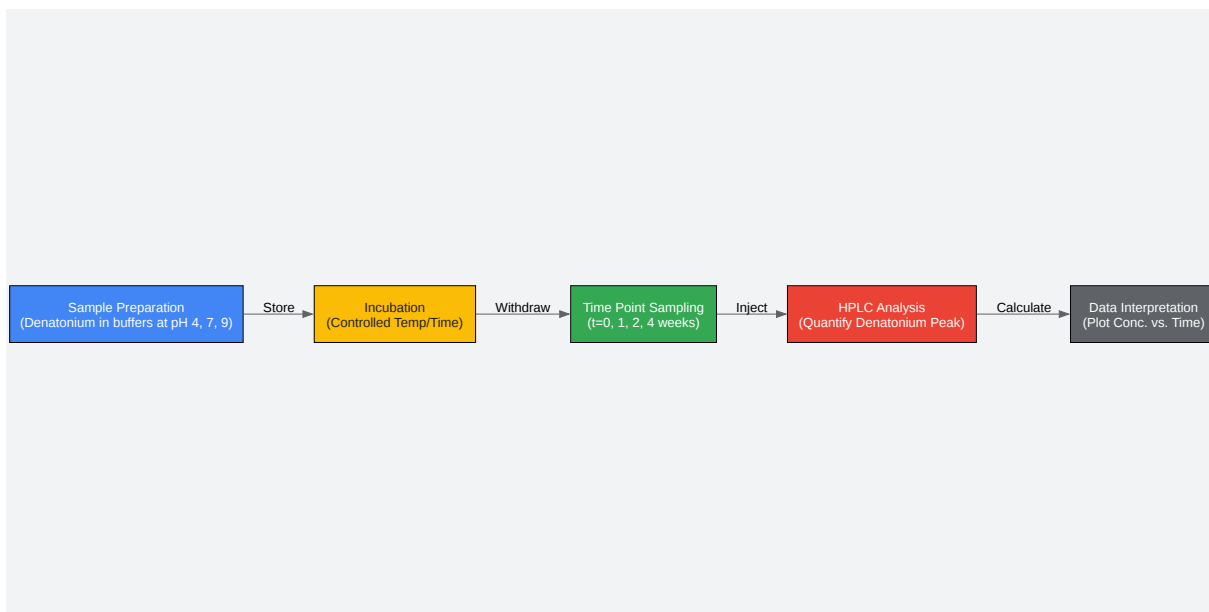 Sample Preparation
(Denatonium in buffers at pH 4, 7, 9)
Store
Incubation
(Controlled Temp/Time)
Withdraw
Time Point Sampling
(t=0, 1, 2, 4 weeks)
Inject
HPLC Analysis
(Quantify Denatonium Peak)
Calculate
Data Interpretation
(Plot Conc. vs. Time)